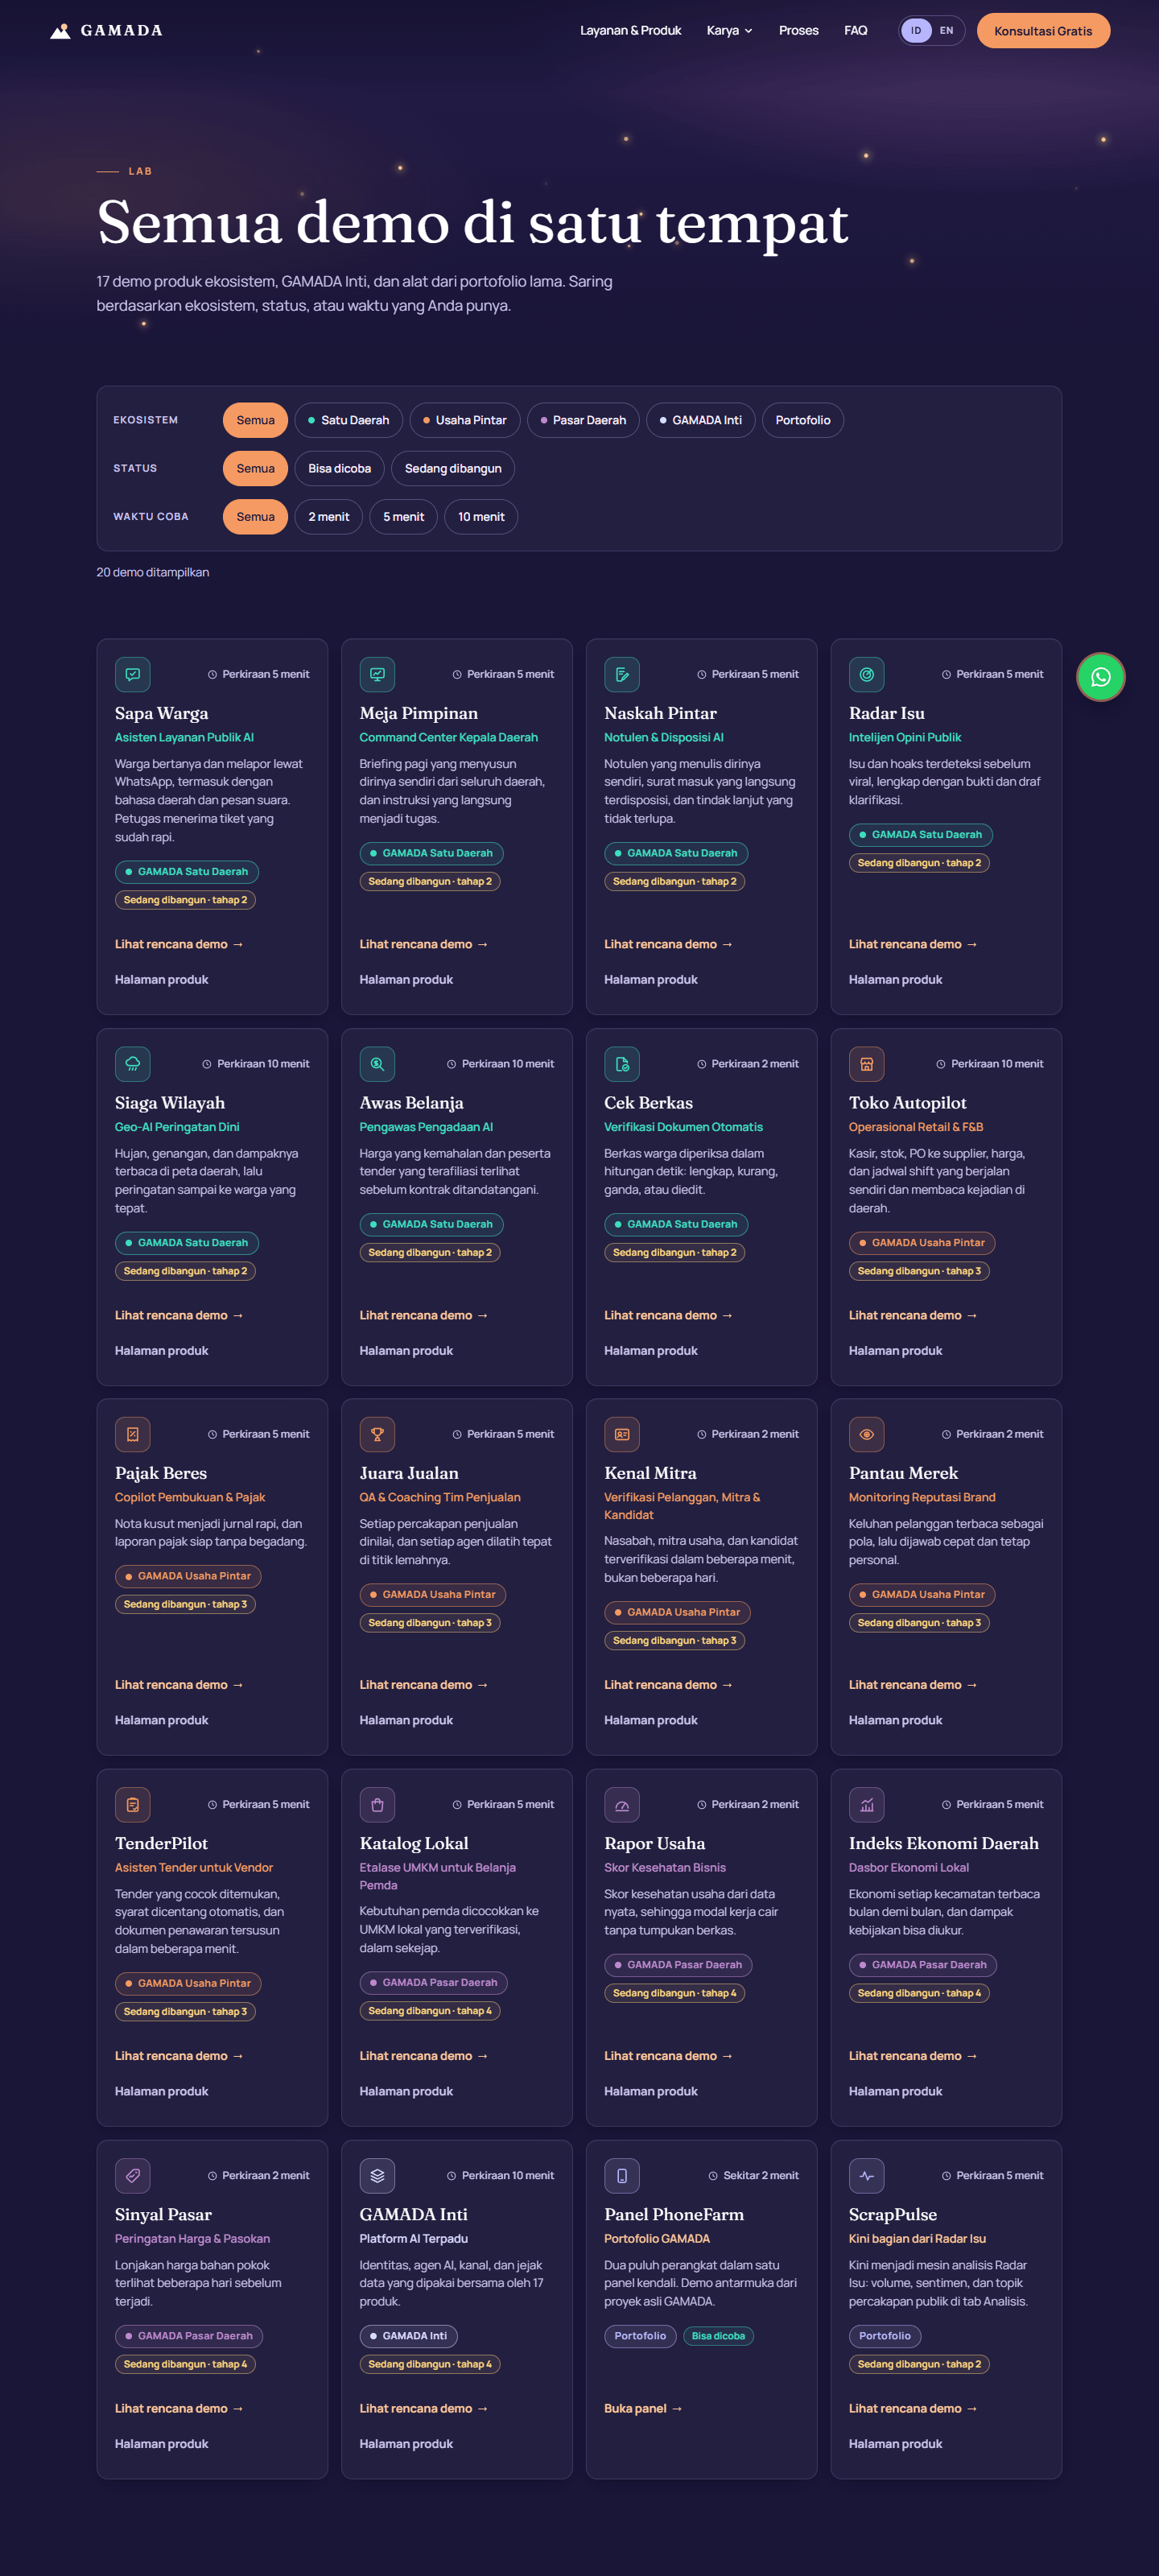 GAMADA
Layanan & Produk
Karya
Proses
FAQ
ID
EN
Konsultasi Gratis
LAB
Semua demo di satu tempat
17 demo produk ekosistem, GAMADA Inti, dan alat dari portofolio lama. Saring
berdasarkan ekosistem, status, atau waktu yang Anda punya.
EKOSISTEM
Semua
Satu Daerah
Usaha Pintar
Pasar Daerah
GAMADA Inti
Portofolio
STATUS
Semua
Bisa dicoba
Sedang dibangun
WAKTU COBA
Semua
2 menit
5 menit
10 menit
20 demo ditampilkan
Perkiraan 5 menit
Sapa Warga
Asisten Layanan Publik AI
Warga bertanya dan melapor lewat
WhatsApp, termasuk dengan
bahasa daerah dan pesan suara.
Petugas menerima tiket yang
sudah rapi.
GAMADA Satu Daerah
Sedang dibangun · tahap 2
Lihat rencana demo →
Halaman produk
Perkiraan 5 menit
Meja Pimpinan
Command Center Kepala Daerah
Briefing pagi yang menyusun
dirinya sendiri dari seluruh daerah,
dan instruksi yang langsung
menjadi tugas.
GAMADA Satu Daerah
Sedang dibangun · tahap 2
Lihat rencana demo →
Halaman produk
Perkiraan 5 menit
Naskah Pintar
Notulen & Disposisi AI
Notulen yang menulis dirinya
sendiri, surat masuk yang langsung
terdisposisi, dan tindak lanjut yang
tidak terlupa.
GAMADA Satu Daerah
Sedang dibangun · tahap 2
Lihat rencana demo →
Halaman produk
Perkiraan 5 menit
Radar Isu
Intelijen Opini Publik
Isu dan hoaks terdeteksi sebelum
viral, lengkap dengan bukti dan draf
klarifikasi.
GAMADA Satu Daerah
Sedang dibangun · tahap 2
Lihat rencana demo →
Halaman produk
Perkiraan 10 menit
Siaga Wilayah
Geo-AI Peringatan Dini
Hujan, genangan, dan dampaknya
terbaca di peta daerah, lalu
peringatan sampai ke warga yang
tepat.
GAMADA Satu Daerah
Sedang dibangun · tahap 2
Lihat rencana demo →
Halaman produk
Perkiraan 10 menit
Awas Belanja
Pengawas Pengadaan AI
Harga yang kemahalan dan peserta
tender yang terafiliasi terlihat
sebelum kontrak ditandatangani.
GAMADA Satu Daerah
Sedang dibangun · tahap 2
Lihat rencana demo →
Halaman produk
Perkiraan 2 menit
Cek Berkas
Verifikasi Dokumen Otomatis
Berkas warga diperiksa dalam
hitungan detik: lengkap, kurang,
ganda, atau diedit.
GAMADA Satu Daerah
Sedang dibangun · tahap 2
Lihat rencana demo →
Halaman produk
Perkiraan 10 menit
Toko Autopilot
Operasional Retail & F&B
Kasir, stok, PO ke supplier, harga,
dan jadwal shift yang berjalan
sendiri dan membaca kejadian di
daerah.
GAMADA Usaha Pintar
Sedang dibangun · tahap 3
Lihat rencana demo →
Halaman produk
Perkiraan 5 menit
Pajak Beres
Copilot Pembukuan & Pajak
Nota kusut menjadi jurnal rapi, dan
laporan pajak siap tanpa begadang.
GAMADA Usaha Pintar
Sedang dibangun · tahap 3
Lihat rencana demo →
Halaman produk
Perkiraan 5 menit
Juara Jualan
QA & Coaching Tim Penjualan
Setiap percakapan penjualan
dinilai, dan setiap agen dilatih tepat
di titik lemahnya.
GAMADA Usaha Pintar
Sedang dibangun · tahap 3
Lihat rencana demo →
Halaman produk
Perkiraan 2 menit
Kenal Mitra
Verifikasi Pelanggan, Mitra &
Kandidat
Nasabah, mitra usaha, dan kandidat
terverifikasi dalam beberapa menit,
bukan beberapa hari.
GAMADA Usaha Pintar
Sedang dibangun · tahap 3
Lihat rencana demo →
Halaman produk
Perkiraan 2 menit
Pantau Merek
Monitoring Reputasi Brand
Keluhan pelanggan terbaca sebagai
pola, lalu dijawab cepat dan tetap
personal.
GAMADA Usaha Pintar
Sedang dibangun · tahap 3
Lihat rencana demo →
Halaman produk
Perkiraan 5 menit
TenderPilot
Asisten Tender untuk Vendor
Tender yang cocok ditemukan,
syarat dicentang otomatis, dan
dokumen penawaran tersusun
dalam beberapa menit.
GAMADA Usaha Pintar
Sedang dibangun · tahap 3
Lihat rencana demo →
Halaman produk
Perkiraan 5 menit
Katalog Lokal
Etalase UMKM untuk Belanja
Pemda
Kebutuhan pemda dicocokkan ke
UMKM lokal yang terverifikasi,
dalam sekejap.
GAMADA Pasar Daerah
Sedang dibangun · tahap 4
Lihat rencana demo →
Halaman produk
Perkiraan 2 menit
Rapor Usaha
Skor Kesehatan Bisnis
Skor kesehatan usaha dari data
nyata, sehingga modal kerja cair
tanpa tumpukan berkas.
GAMADA Pasar Daerah
Sedang dibangun · tahap 4
Lihat rencana demo →
Halaman produk
Perkiraan 5 menit
Indeks Ekonomi Daerah
Dasbor Ekonomi Lokal
Ekonomi setiap kecamatan terbaca
bulan demi bulan, dan dampak
kebijakan bisa diukur.
GAMADA Pasar Daerah
Sedang dibangun · tahap 4
Lihat rencana demo →
Halaman produk
Perkiraan 2 menit
Sinyal Pasar
Peringatan Harga & Pasokan
Lonjakan harga bahan pokok
terlihat beberapa hari sebelum
terjadi.
GAMADA Pasar Daerah
Sedang dibangun · tahap 4
Lihat rencana demo →
Halaman produk
Perkiraan 10 menit
GAMADA Inti
Platform AI Terpadu
Identitas, agen AI, kanal, dan jejak
data yang dipakai bersama oleh 17
produk.
GAMADA Inti
Sedang dibangun · tahap 4
Lihat rencana demo →
Halaman produk
Sekitar 2 menit
Panel PhoneFarm
Portofolio GAMADA
Dua puluh perangkat dalam satu
panel kendali. Demo antarmuka dari
proyek asli GAMADA.
Portofolio
Bisa dicoba
Buka panel →
Perkiraan 5 menit
ScrapPulse
Kini bagian dari Radar Isu
Kini menjadi mesin analisis Radar
Isu: volume, sentimen, dan topik
percakapan publik di tab Analisis.
Portofolio
Sedang dibangun · tahap 2
Lihat rencana demo →
Halaman produk